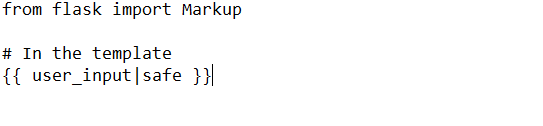 from flask import Markup
# In the template
{{ user_input|safe }}